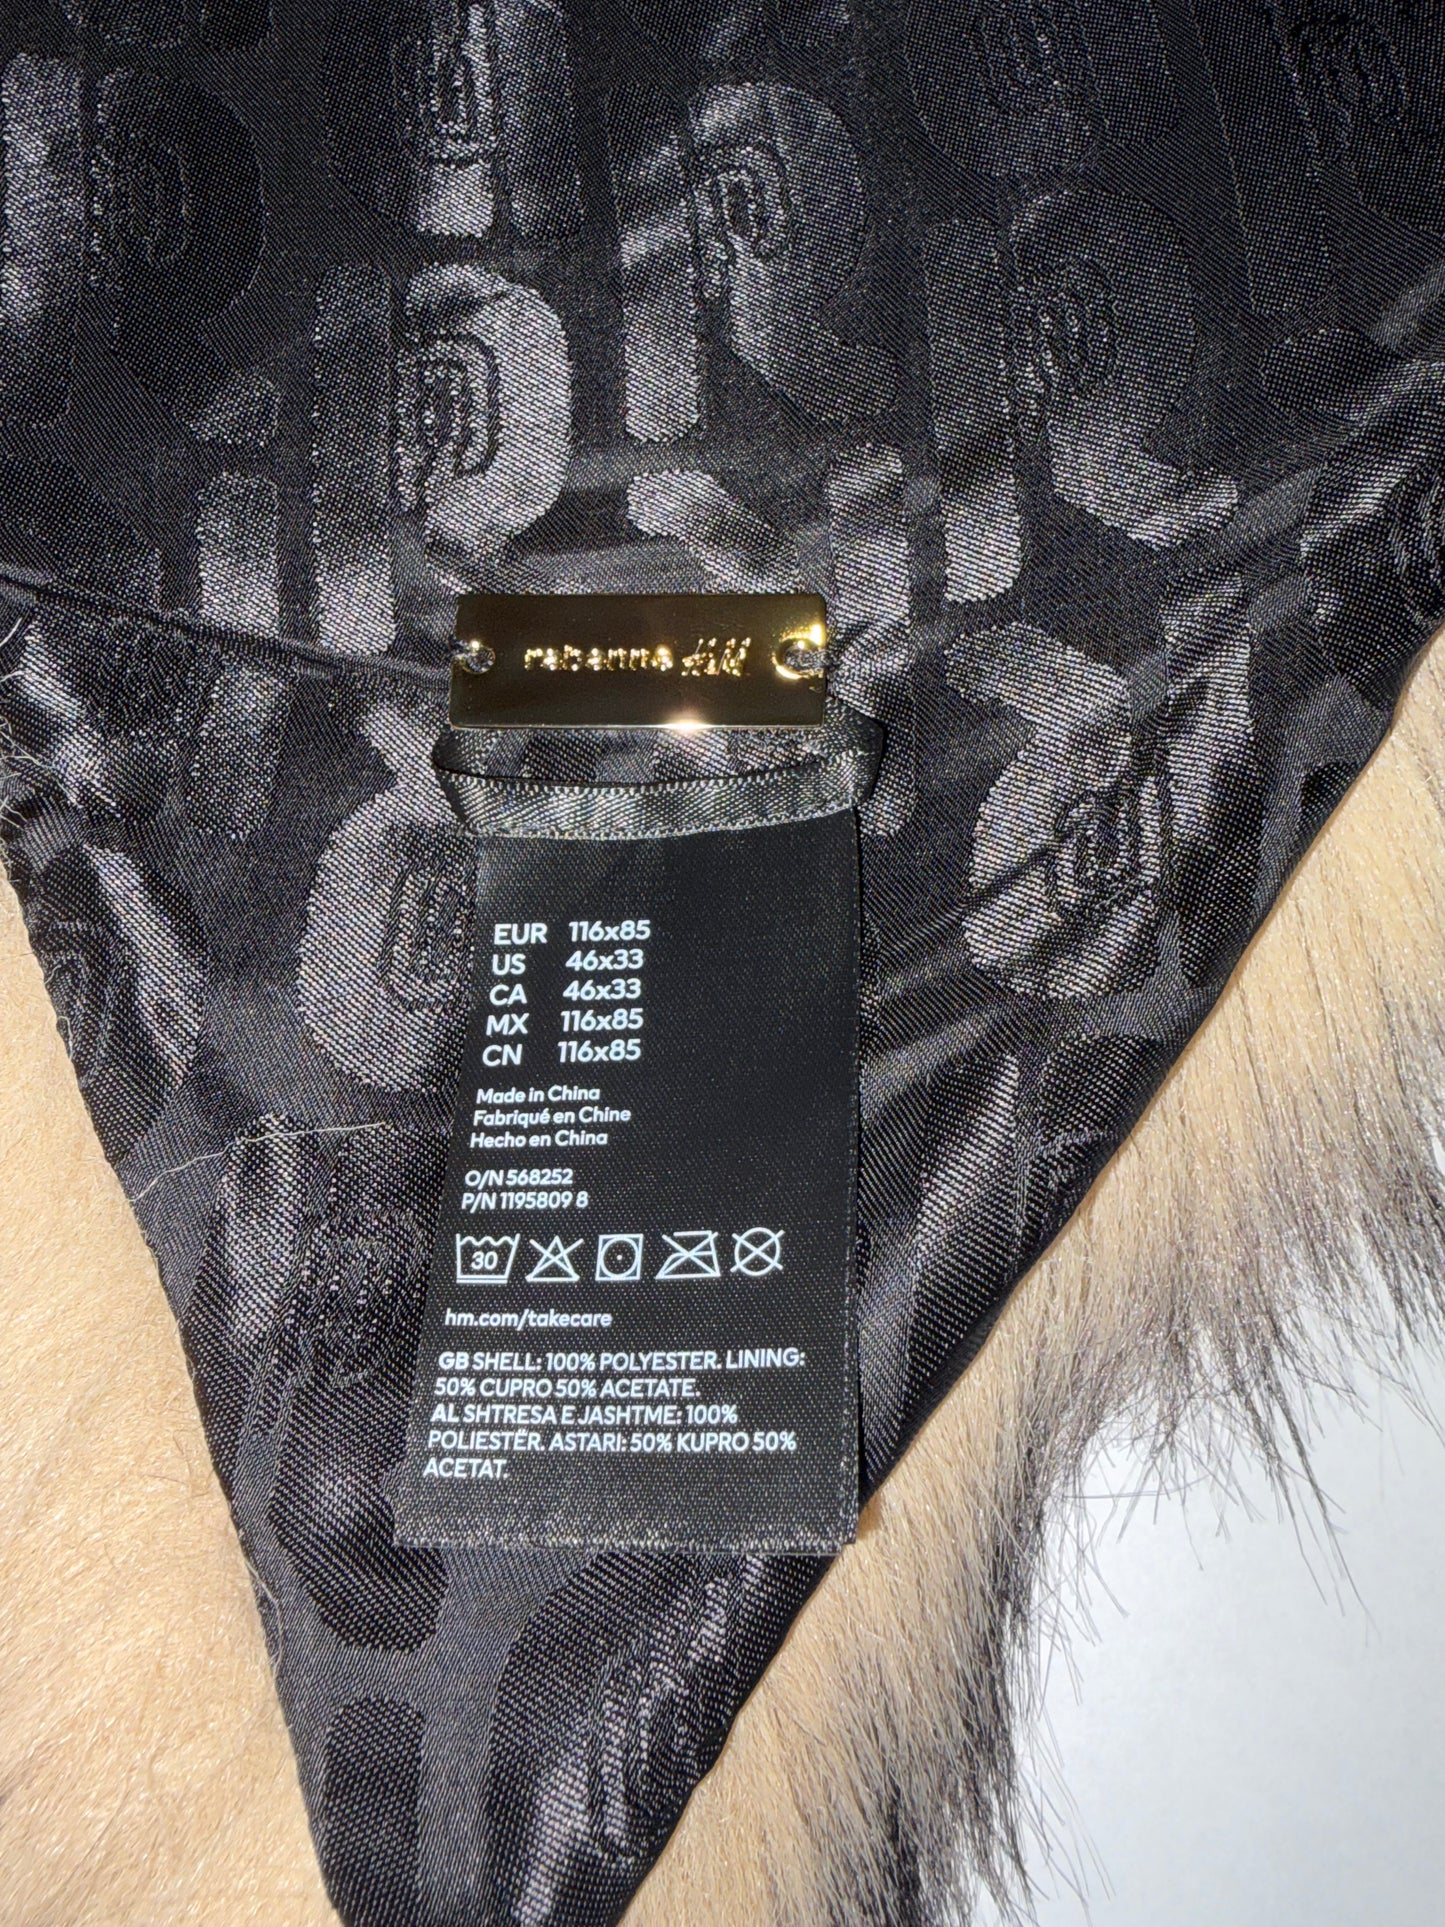 rabanne H&M
EUR 116x85
US 46x33
CA 46x33
MX 116x85
CN 116x85
Made in China
Fabriqué en Chine
Hecho en China
O/N 568252
P/N 1195809 8
30
hm.com/takecare
GB SHELL: 100% POLYESTER. LINING:
50% CUPRO 50% ACETATE.
AL SHTRESA E JASHTME: 100%
POLIESTËR. ASTARI: 50% KUPRO 50%
ACETAT.